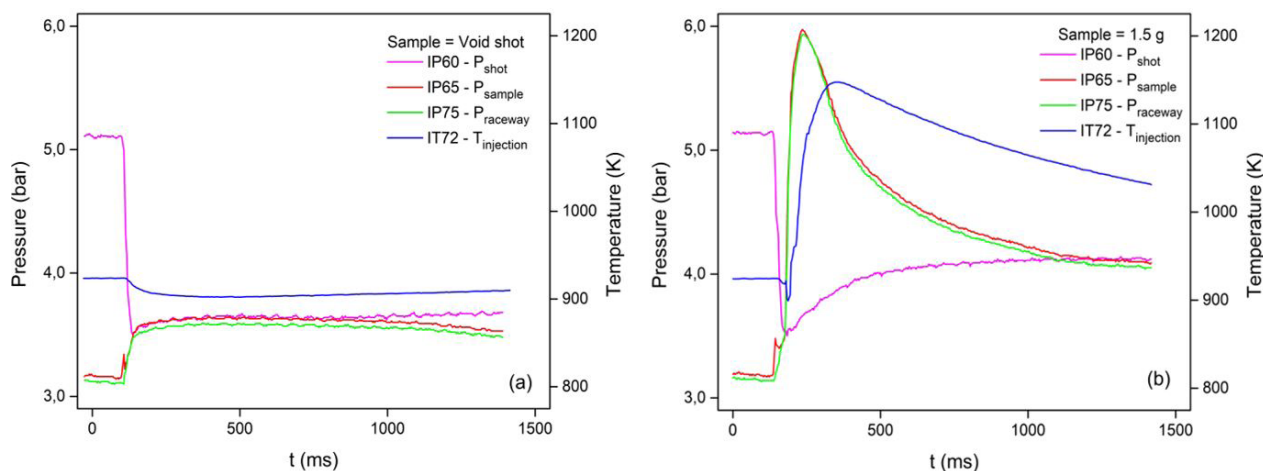 6,0
5,0
4,0
3,0
Pressure (bar)
Sample = Void shot
IP60 - Pshot
IP65 - Psample
IP75 - Praceway
IT72 - Tinjection
(a)
1200
1100
1000
900
800
Temperature (K)
0 500 1000 1500
t (ms)
6,0
5,0
4,0
3,0
Pressure (bar)
Sample = 1.5 g
IP60 - Pshot
IP65 - Psample
IP75 - Praceway
IT72 - Tinjection
(b)
1200
1100
1000
900
800
Temperature (K)
0 500 1000 1500
t (ms)